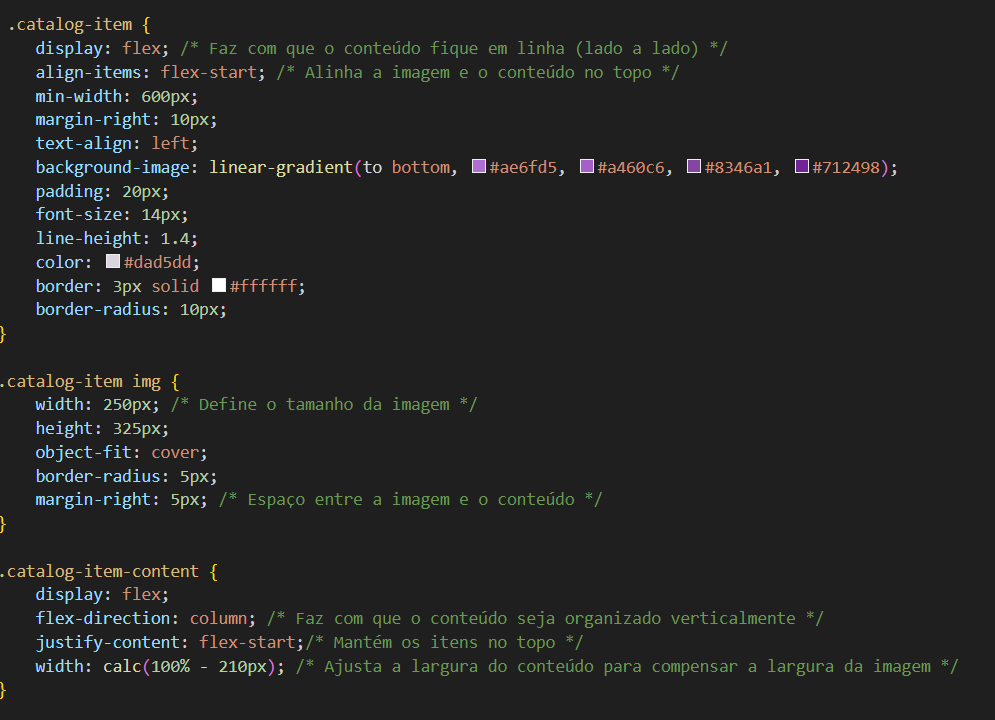 .catalog-item {
display: flex; /* Faz com que o conteúdo fique em linha (lado a lado) */
align-items: flex-start; /* Alinha a imagem e o conteúdo no topo */
min-width: 600px;
margin-right: 10px;
text-align: left;
background-image: linear-gradient(to bottom, #ae6fd5, #a460c6, #8346a1, #712498);
padding: 20px;
font-size: 14px;
line-height: 1.4;
color: #dad5dd;
border: 3px solid #ffffff;
border-radius: 10px;
}
.catalog-item img {
width: 250px; /* Define o tamanho da imagem */
height: 325px;
object-fit: cover;
border-radius: 5px;
margin-right: 5px; /* Espaço entre a imagem e o conteúdo */
}
.catalog-item-content {
display: flex;
flex-direction: column; /* Faz com que o conteúdo seja organizado verticalmente */
justify-content: flex-start;/* Mantém os itens no topo */
width: calc(100% - 210px); /* Ajusta a largura do conteúdo para compensar a largura da imagem */
}